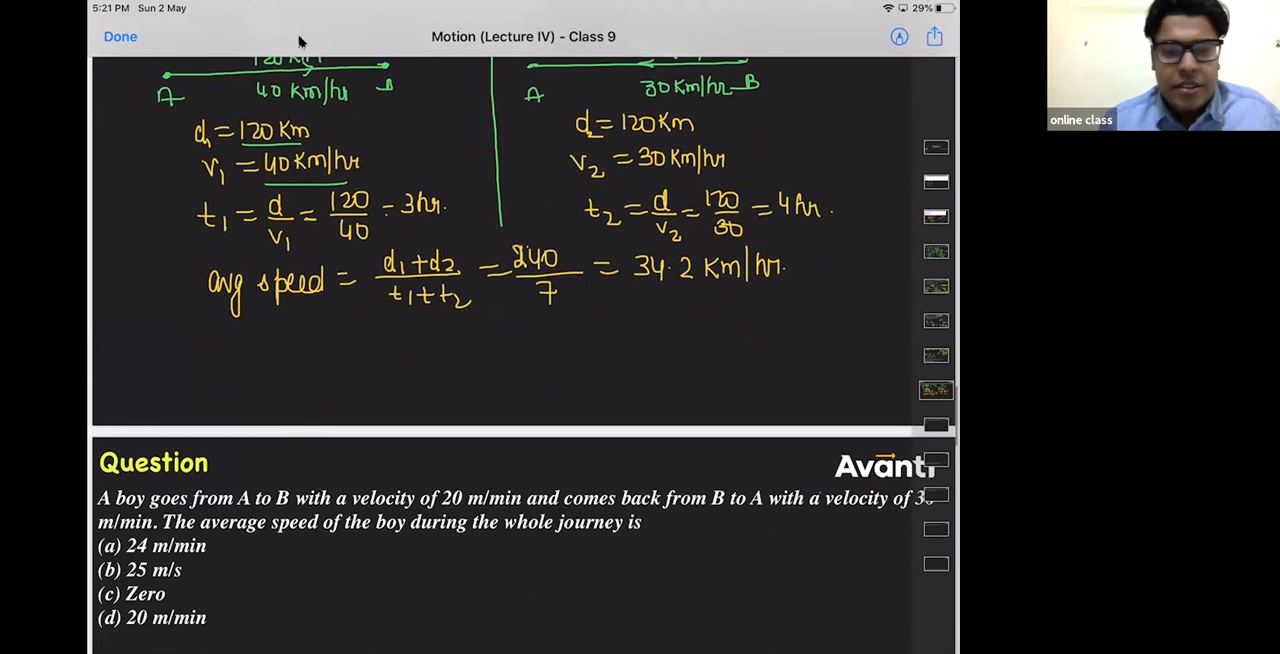 5:21 PM Sun 2 May
29%
Done
Motion (Lecture IV) - Class 9
online class
A 40 Km/hr B
A 30 Km/hr B
d₁ = 120 Km
v₁ = 40 Km/hr
t₁ = d/v₁ = 120/40 = 3hr.
d₂ = 120 Km
v₂ = 30 Km/hr
t₂ = d/v₂ = 120/30 = 4 hr.
avg speed = d₁+d₂/t₁+t₂ = 240/7 = 34.2 Km/hr.
Question
Avanti
A boy goes from A to B with a velocity of 20 m/min and comes back from B to A with a velocity of
m/min. The average speed of the boy during the whole journey is
(a) 24 m/min
(b) 25 m/s
(c) Zero
(d) 20 m/min